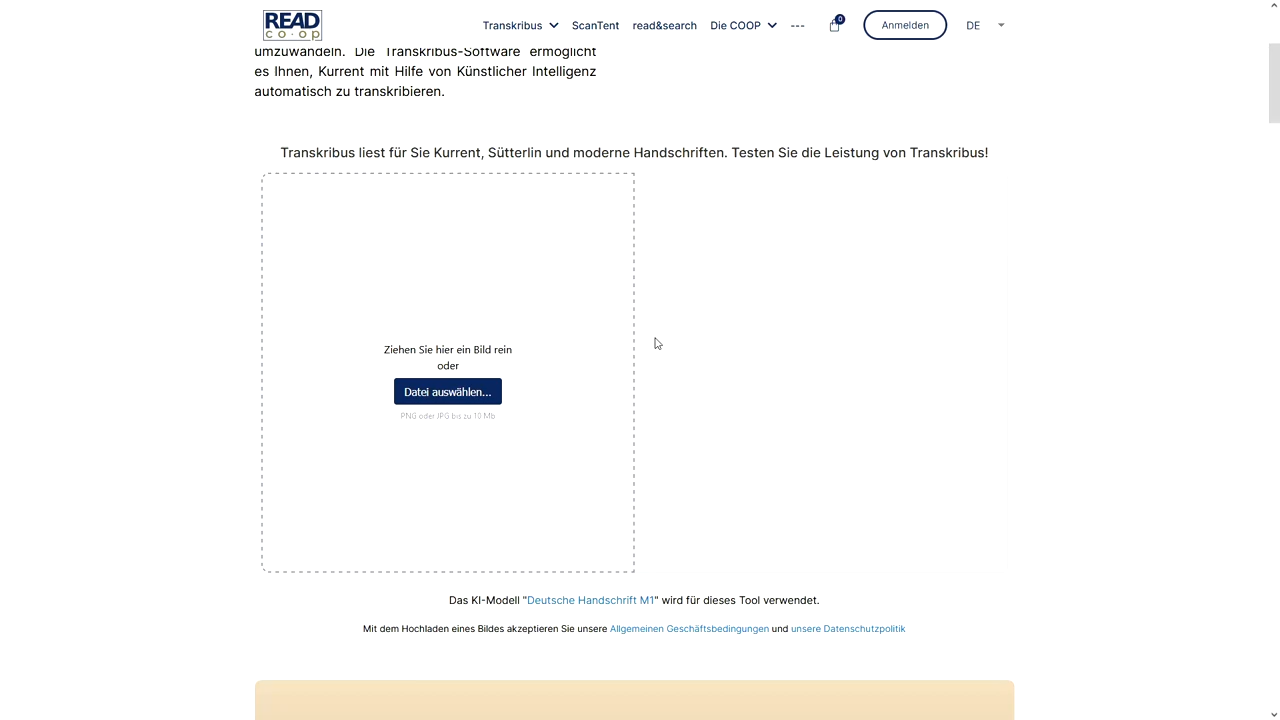 READ
co·op
Transkribus
ScanTent
read&search
Die COOP
---
0
Anmelden
DE
umzuwandeln. Die Transkribus-Software ermöglicht
es Ihnen, Kurrent mit Hilfe von Künstlicher Intelligenz
automatisch zu transkribieren.
Transkribus liest für Sie Kurrent, Sütterlin und moderne Handschriften. Testen Sie die Leistung von Transkribus!
Ziehen Sie hier ein Bild rein
oder
Datei auswählen...
PNG oder JPG bis zu 10 Mb
Das KI-Modell "Deutsche Handschrift M1" wird für dieses Tool verwendet.
Mit dem Hochladen eines Bildes akzeptieren Sie unsere Allgemeinen Geschäftsbedingungen und unsere Datenschutzpolitik